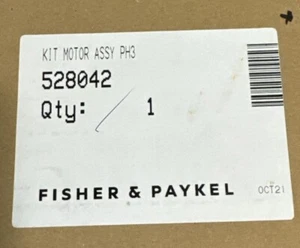 KIT MOTOR ASSY PH3
528042
Qty: / 1
FISHER & PAYKEL
OCT21